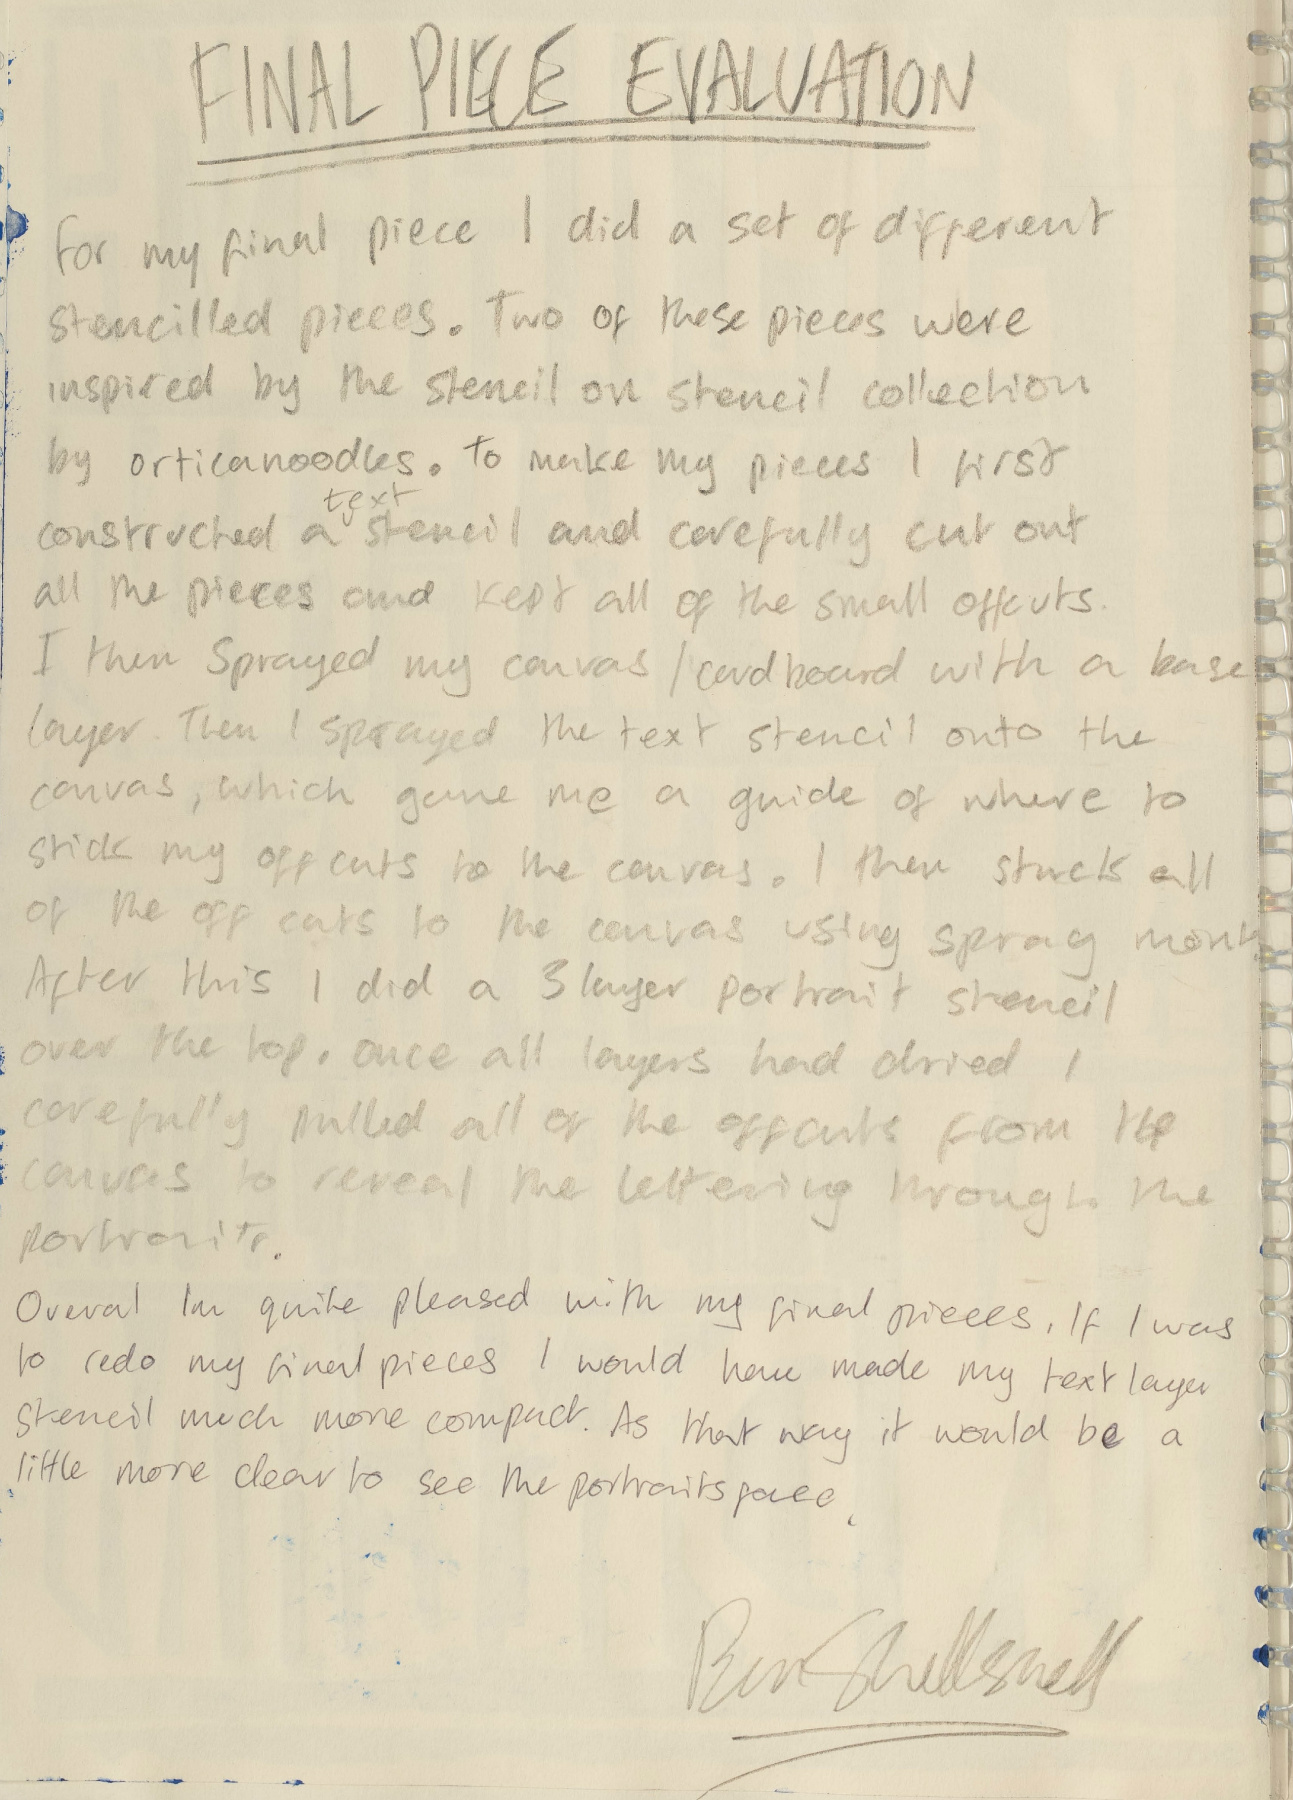 FINAL PIECE EVALUATION
For my final piece I did a set of different
stencilled pieces. Two of these pieces were
inspired by the stencil on stencil collection
by orticanoodles. To make my pieces I first
text
constructed a stencil and carefully cut out
all the pieces and kept all of the small offcuts.
I then Sprayed my canvas / cardboard with a base
layer. Then I sprayed the text stencil onto the
canvas, which gave me a guide of where to
stick my off cuts to the canvas. I then stuck all
of the off cuts to the canvas using spray mount
After this I did a 3 layer portrait stencil
over the top. once all layers had dried I
carefully pulled all of the offcuts from the
canvas to reveal the lettering through the
portraits.
Overal Im quite pleased with my final pieces. If I was
to redo my final pieces I would have made my text layer
stencil much more compact. As that way it would be a
little more clear to see the portraits face.
Ben Shellsnell